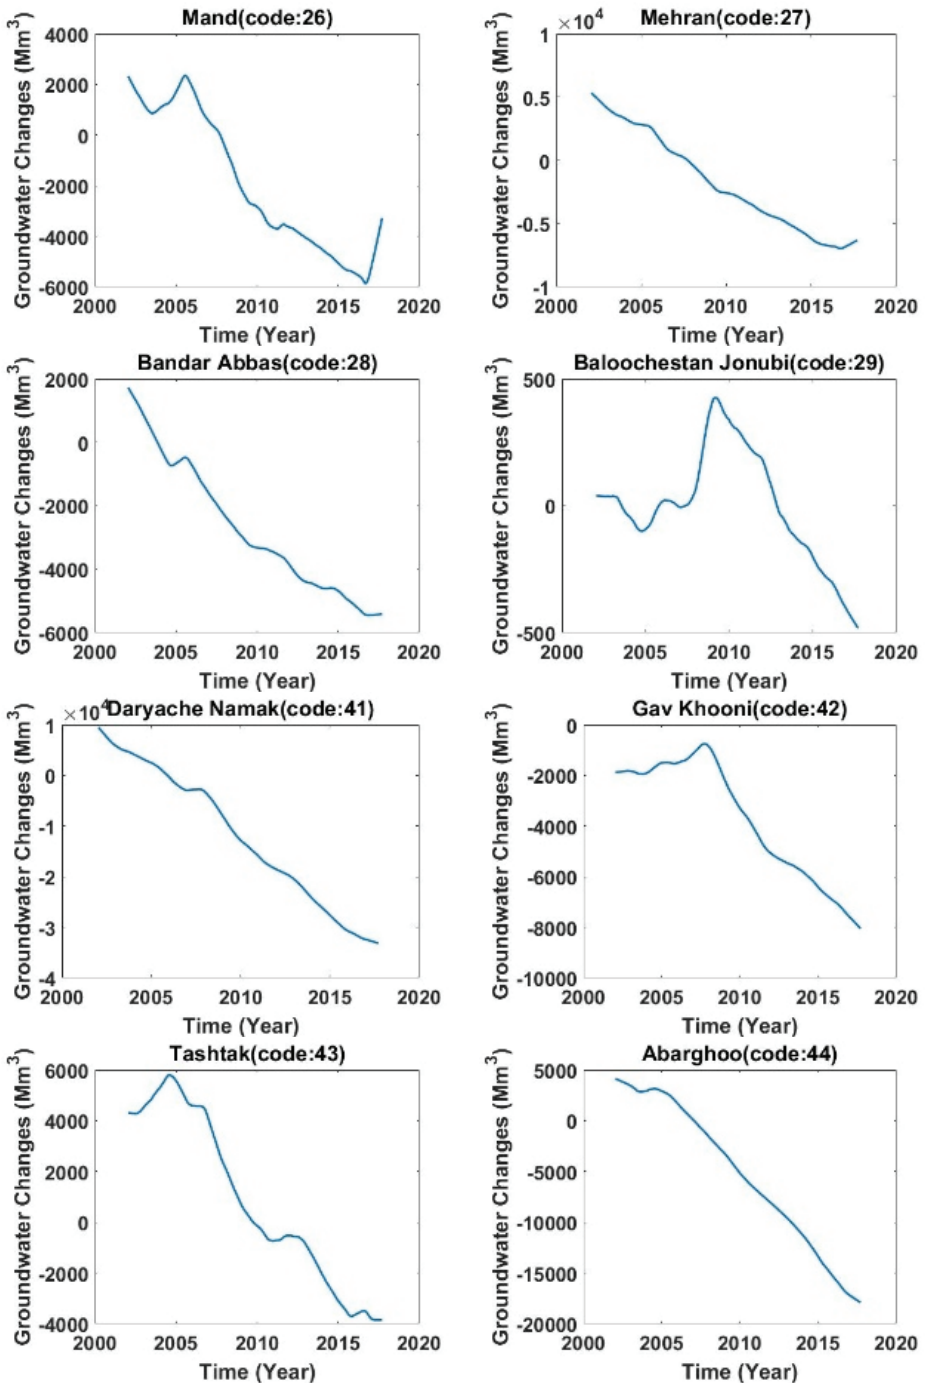 Mand(code:26)
Groundwater Changes (Mm³)
4000
2000
0
-2000
-4000
-6000
2000 2005 2010 2015 2020
Time (Year)
Mehran(code:27)
×10⁴
Groundwater Changes (Mm³)
1
0.5
0
-0.5
-1
2000 2005 2010 2015 2020
Time (Year)
Bandar Abbas(code:28)
Groundwater Changes (Mm³)
2000
0
-2000
-4000
-6000
2000 2005 2010 2015 2020
Time (Year)
Baloochestan Jonubi(code:29)
Groundwater Changes (Mm³)
500
0
-500
2000 2005 2010 2015 2020
Time (Year)
×10⁴
Daryache Namak(code:41)
Groundwater Changes (Mm³)
1
0
-1
-2
-3
-4
2000 2005 2010 2015 2020
Time (Year)
Gav Khooni(code:42)
Groundwater Changes (Mm³)
0
-2000
-4000
-6000
-8000
-10000
2000 2005 2010 2015 2020
Time (Year)
Tashtak(code:43)
Groundwater Changes (Mm³)
6000
4000
2000
0
-2000
-4000
2000 2005 2010 2015 2020
Time (Year)
Abarghoo(code:44)
Groundwater Changes (Mm³)
5000
0
-5000
-10000
-15000
-20000
2000 2005 2010 2015 2020
Time (Year)